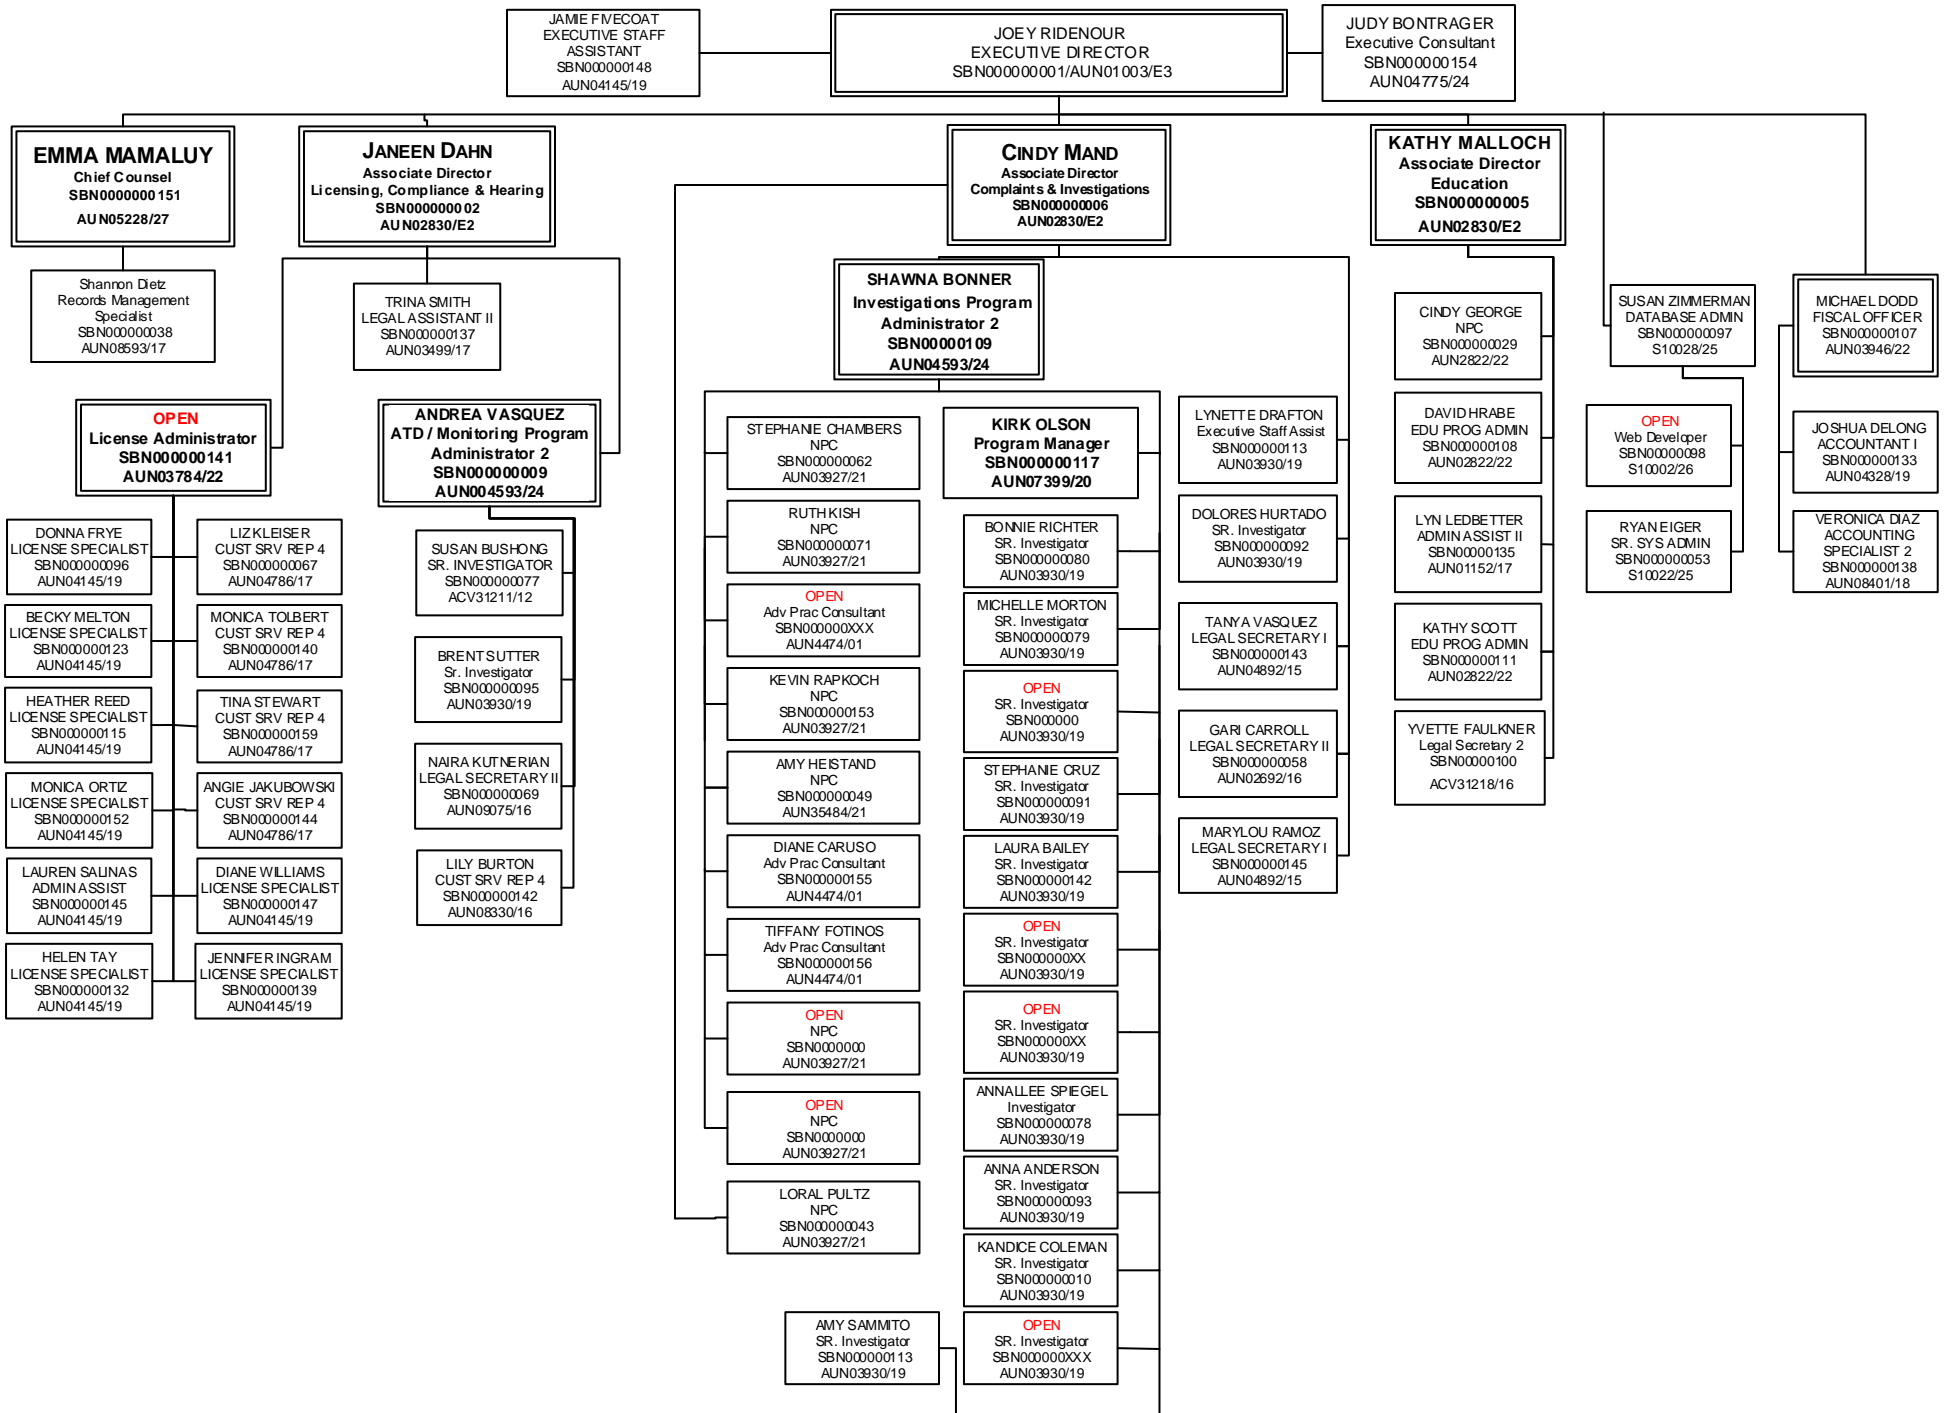 JAMIE FIVECOAT
EXECUTIVE STAFF
ASSISTANT
SBN000000148
AUN04145/19
JOEY RIDENOUR
EXECUTIVE DIRECTOR
SBN000000001/AUN01003/E3
JUDY BONTRAGER
Executive Consultant
SBN000000154
AUN04775/24
EMMA MAMALUY
Chief Counsel
SBN0000000151
AUN05228/27
JANEEN DAHN
Associate Director
Licensing, Compliance & Hearing
SBN000000002
AUN02830/E2
CINDY MAND
Associate Director
Complaints & Investigations
SBN000000006
AUN02830/E2
KATHY MALLOCH
Associate Director
Education
SBN000000005
AUN02830/E2
Shannon Dietz
Records Management
Specialist
SBN000000038
AUN08593/17
TRINA SMITH
LEGAL ASSISTANT II
SBN000000137
AUN03499/17
SHAWNA BONNER
Investigations Program
Administrator 2
SBN00000109
AUN04593/24
CINDY GEORGE
NPC
SBN000000029
AUN2822/22
SUSAN ZIMMERMAN
DATABASE ADMIN
SBN000000097
S10028/25
MICHAEL DODD
FISCAL OFFICER
SBN000000107
AUN03946/22
OPEN
License Administrator
SBN000000141
AUN03784/22
ANDREA VASQUEZ
ATD / Monitoring Program
Administrator 2
SBN000000009
AUN004593/24
DONNA FRYE
LICENSE SPECIALIST
SBN000000096
AUN04145/19
LIZ KLEISER
CUST SRV REP 4
SBN000000067
AUN04786/17
BECKY MELTON
LICENSE SPECIALIST
SBN000000123
AUN04145/19
MONICA TOLBERT
CUST SRV REP 4
SBN000000140
AUN04786/17
HEATHER REED
LICENSE SPECIALIST
SBN000000115
AUN04145/19
TINA STEWART
CUST SRV REP 4
SBN000000159
AUN04786/17
MONICA ORTIZ
LICENSE SPECIALIST
SBN000000152
AUN04145/19
ANGIE JAKUBOWSKI
CUST SRV REP 4
SBN000000144
AUN04786/17
LAUREN SALINAS
ADMIN ASSIST
SBN000000145
AUN04145/19
DIANE WILLIAMS
LICENSE SPECIALIST
SBN000000147
AUN04145/19
HELEN TAY
LICENSE SPECIALIST
SBN000000132
AUN04145/19
JENNIFER INGRAM
LICENSE SPECIALIST
SBN000000139
AUN04145/19
SUSAN BUSHONG
SR. INVESTIGATOR
SBN000000077
ACV31211/12
BRENT SUTTER
Sr. Investigator
SBN000000095
AUN03930/19
NAIRA KUTNERIAN
LEGAL SECRETARY II
SBN000000069
AUN09075/16
LILY BURTON
CUST SRV REP 4
SBN000000142
AUN08330/16
STEPHANIE CHAMBERS
NPC
SBN000000062
AUN03927/21
RUTH KISH
NPC
SBN000000071
AUN03927/21
OPEN
Adv Prac Consultant
SBN000000XXX
AUN4474/01
KEVIN RAPKOCH
NPC
SBN000000153
AUN03927/21
AMY HEISTAND
NPC
SBN000000049
AUN35484/21
DIANE CARUSO
Adv Prac Consultant
SBN000000155
AUN4474/01
TIFFANY FOTINOS
Adv Prac Consultant
SBN000000156
AUN4474/01
OPEN
NPC
SBN0000000
AUN03927/21
OPEN
NPC
SBN0000000
AUN03927/21
LORAL PULTZ
NPC
SBN000000043
AUN03927/21
AMY SAMMITO
SR. Investigator
SBN000000113
AUN03930/19
KIRK OLSON
Program Manager
SBN000000117
AUN07399/20
BONNIE RICHTER
SR. Investigator
SBN000000080
AUN03930/19
MICHELLE MORTON
SR. Investigator
SBN000000079
AUN03930/19
OPEN
SR. Investigator
SBN000000
AUN03930/19
STEPHANIE CRUZ
SR. Investigator
SBN000000091
AUN03930/19
LAURA BAILEY
SR. Investigator
SBN000000142
AUN03930/19
OPEN
SR. Investigator
SBN000000XX
AUN03930/19
OPEN
SR. Investigator
SBN000000XX
AUN03930/19
ANNALLEE SPIEGEL
Investigator
SBN000000078
AUN03930/19
ANNA ANDERSON
SR. Investigator
SBN000000093
AUN03930/19
KANDICE COLEMAN
SR. Investigator
SBN000000010
AUN03930/19
OPEN
SR. Investigator
SBN000000XXX
AUN03930/19
LYNETTE DRAFTON
Executive Staff Assist
SBN000000113
AUN03930/19
DOLORES HURTADO
SR. Investigator
SBN000000092
AUN03930/19
TANYA VASQUEZ
LEGAL SECRETARY I
SBN000000143
AUN04892/15
GARI CARROLL
LEGAL SECRETARY II
SBN000000058
AUN02692/16
MARYLOU RAMOZ
LEGAL SECRETARY I
SBN000000145
AUN04892/15
DAVID HRABE
EDU PROG ADMIN
SBN000000108
AUN02822/22
LYN LEDBETTER
ADMIN ASSIST II
SBN00000135
AUN01152/17
KATHY SCOTT
EDU PROG ADMIN
SBN000000111
AUN02822/22
YVETTE FAULKNER
Legal Secretary 2
SBN00000100
ACV31218/16
OPEN
Web Developer
SBN00000098
S10002/26
RYAN EIGER
SR. SYS ADMIN
SBN000000053
S10022/25
JOSHUA DELONG
ACCOUNTANT I
SBN000000133
AUN04328/19
VERONICA DIAZ
ACCOUNTING
SPECIALIST 2
SBN000000138
AUN08401/18